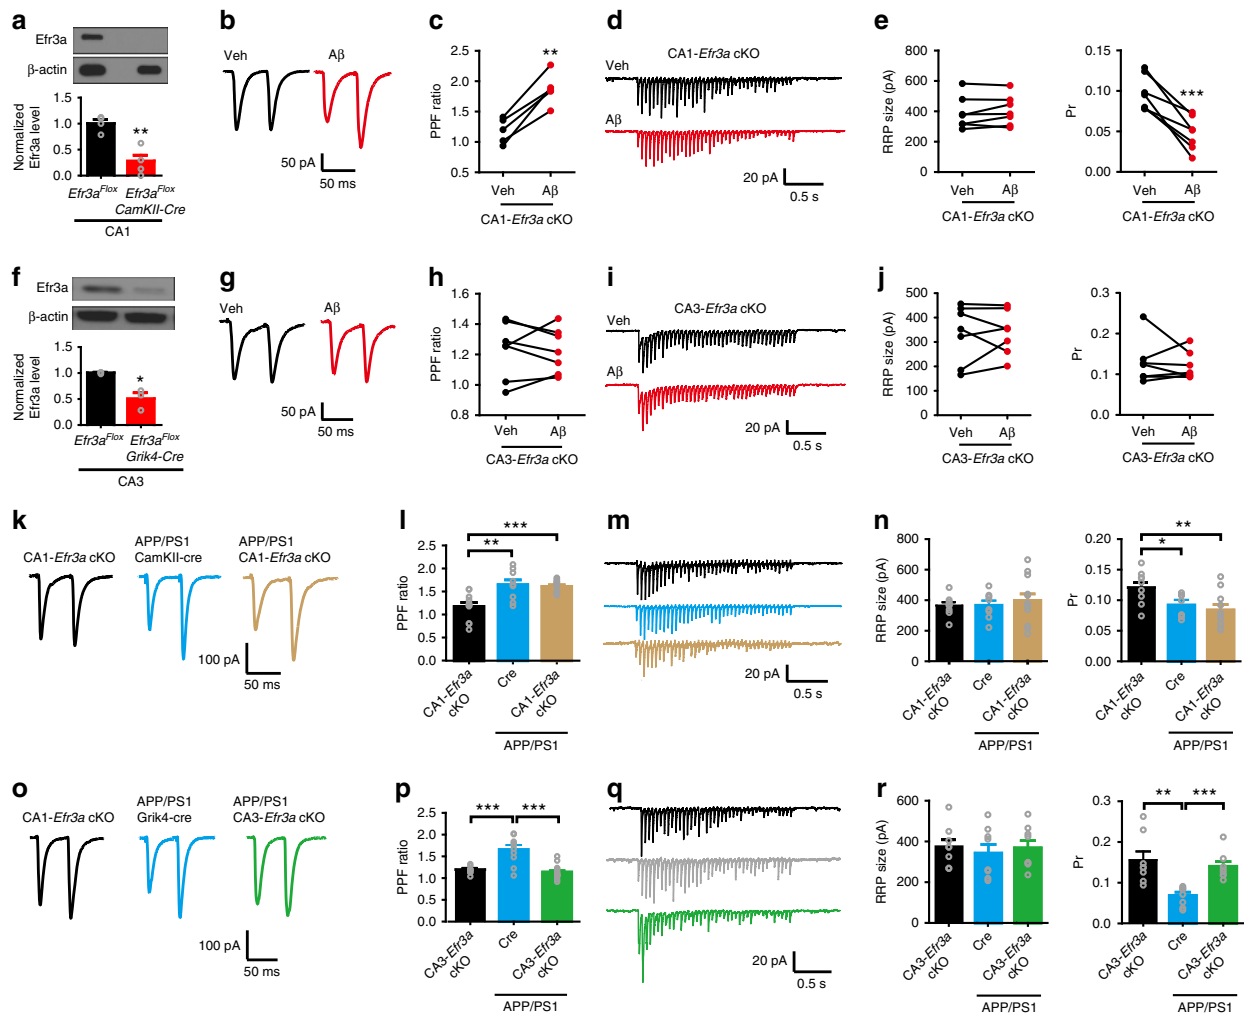 a
Efr3a
β-actin
Normalized
Efr3a level
1.5
1.0
0.5
0.0
**
Efr3aFlox
Efr3aFlox
CamKII-Cre
CA1
b
Veh
Aβ
50 pA
50 ms
c
PPF ratio
2.5
2.0
1.5
1.0
0.5
**
Veh
Aβ
CA1-Efr3a cKO
d
CA1-Efr3a cKO
Veh
Aβ
20 pA
0.5 s
e
RRP size (pA)
800
600
400
200
0
Veh
Aβ
CA1-Efr3a cKO
Pr
0.15
0.10
0.05
0.00
***
Veh
Aβ
CA1-Efr3a cKO
f
Efr3a
β-actin
Normalized
Efr3a level
1.5
1.0
0.5
0.0
*
Efr3aFlox
Efr3aFlox
Grik4-Cre
CA3
g
Veh
Aβ
50 pA
50 ms
h
PPF ratio
1.6
1.4
1.2
1.0
0.8
Veh
Aβ
CA3-Efr3a cKO
i
CA3-Efr3a cKO
Veh
Aβ
20 pA
0.5 s
j
RRP size (pA)
500
400
300
200
100
0
Veh
Aβ
CA3-Efr3a cKO
Pr
0.3
0.2
0.1
0.0
Veh
Aβ
CA3-Efr3a cKO
k
CA1-Efr3a cKO
APP/PS1
CamKII-cre
APP/PS1
CA1-Efr3a cKO
100 pA
50 ms
l
PPF ratio
2.5
2.0
1.5
1.0
0.5
0.0
***
**
CA1-Efr3a
cKO
Cre
CA1-Efr3a
cKO
APP/PS1
m
20 pA
0.5 s
n
RRP size (pA)
800
600
400
200
0
CA1-Efr3a
cKO
Cre
CA1-Efr3a
cKO
APP/PS1
Pr
0.20
0.15
0.10
0.05
0.00
**
*
CA1-Efr3a
cKO
Cre
CA1-Efr3a
cKO
APP/PS1
o
CA1-Efr3a cKO
APP/PS1
Grik4-cre
APP/PS1
CA3-Efr3a cKO
100 pA
50 ms
p
PPF ratio
2.5
2.0
1.5
1.0
0.5
0.0
***
***
CA3-Efr3a
cKO
Cre
CA3-Efr3a
cKO
APP/PS1
q
20 pA
0.5 s
r
RRP size (pA)
600
400
200
0
CA3-Efr3a
cKO
Cre
CA3-Efr3a
cKO
APP/PS1
Pr
0.3
0.2
0.1
0.0
**
***
CA3-Efr3a
cKO
Cre
CA3-Efr3a
cKO
APP/PS1